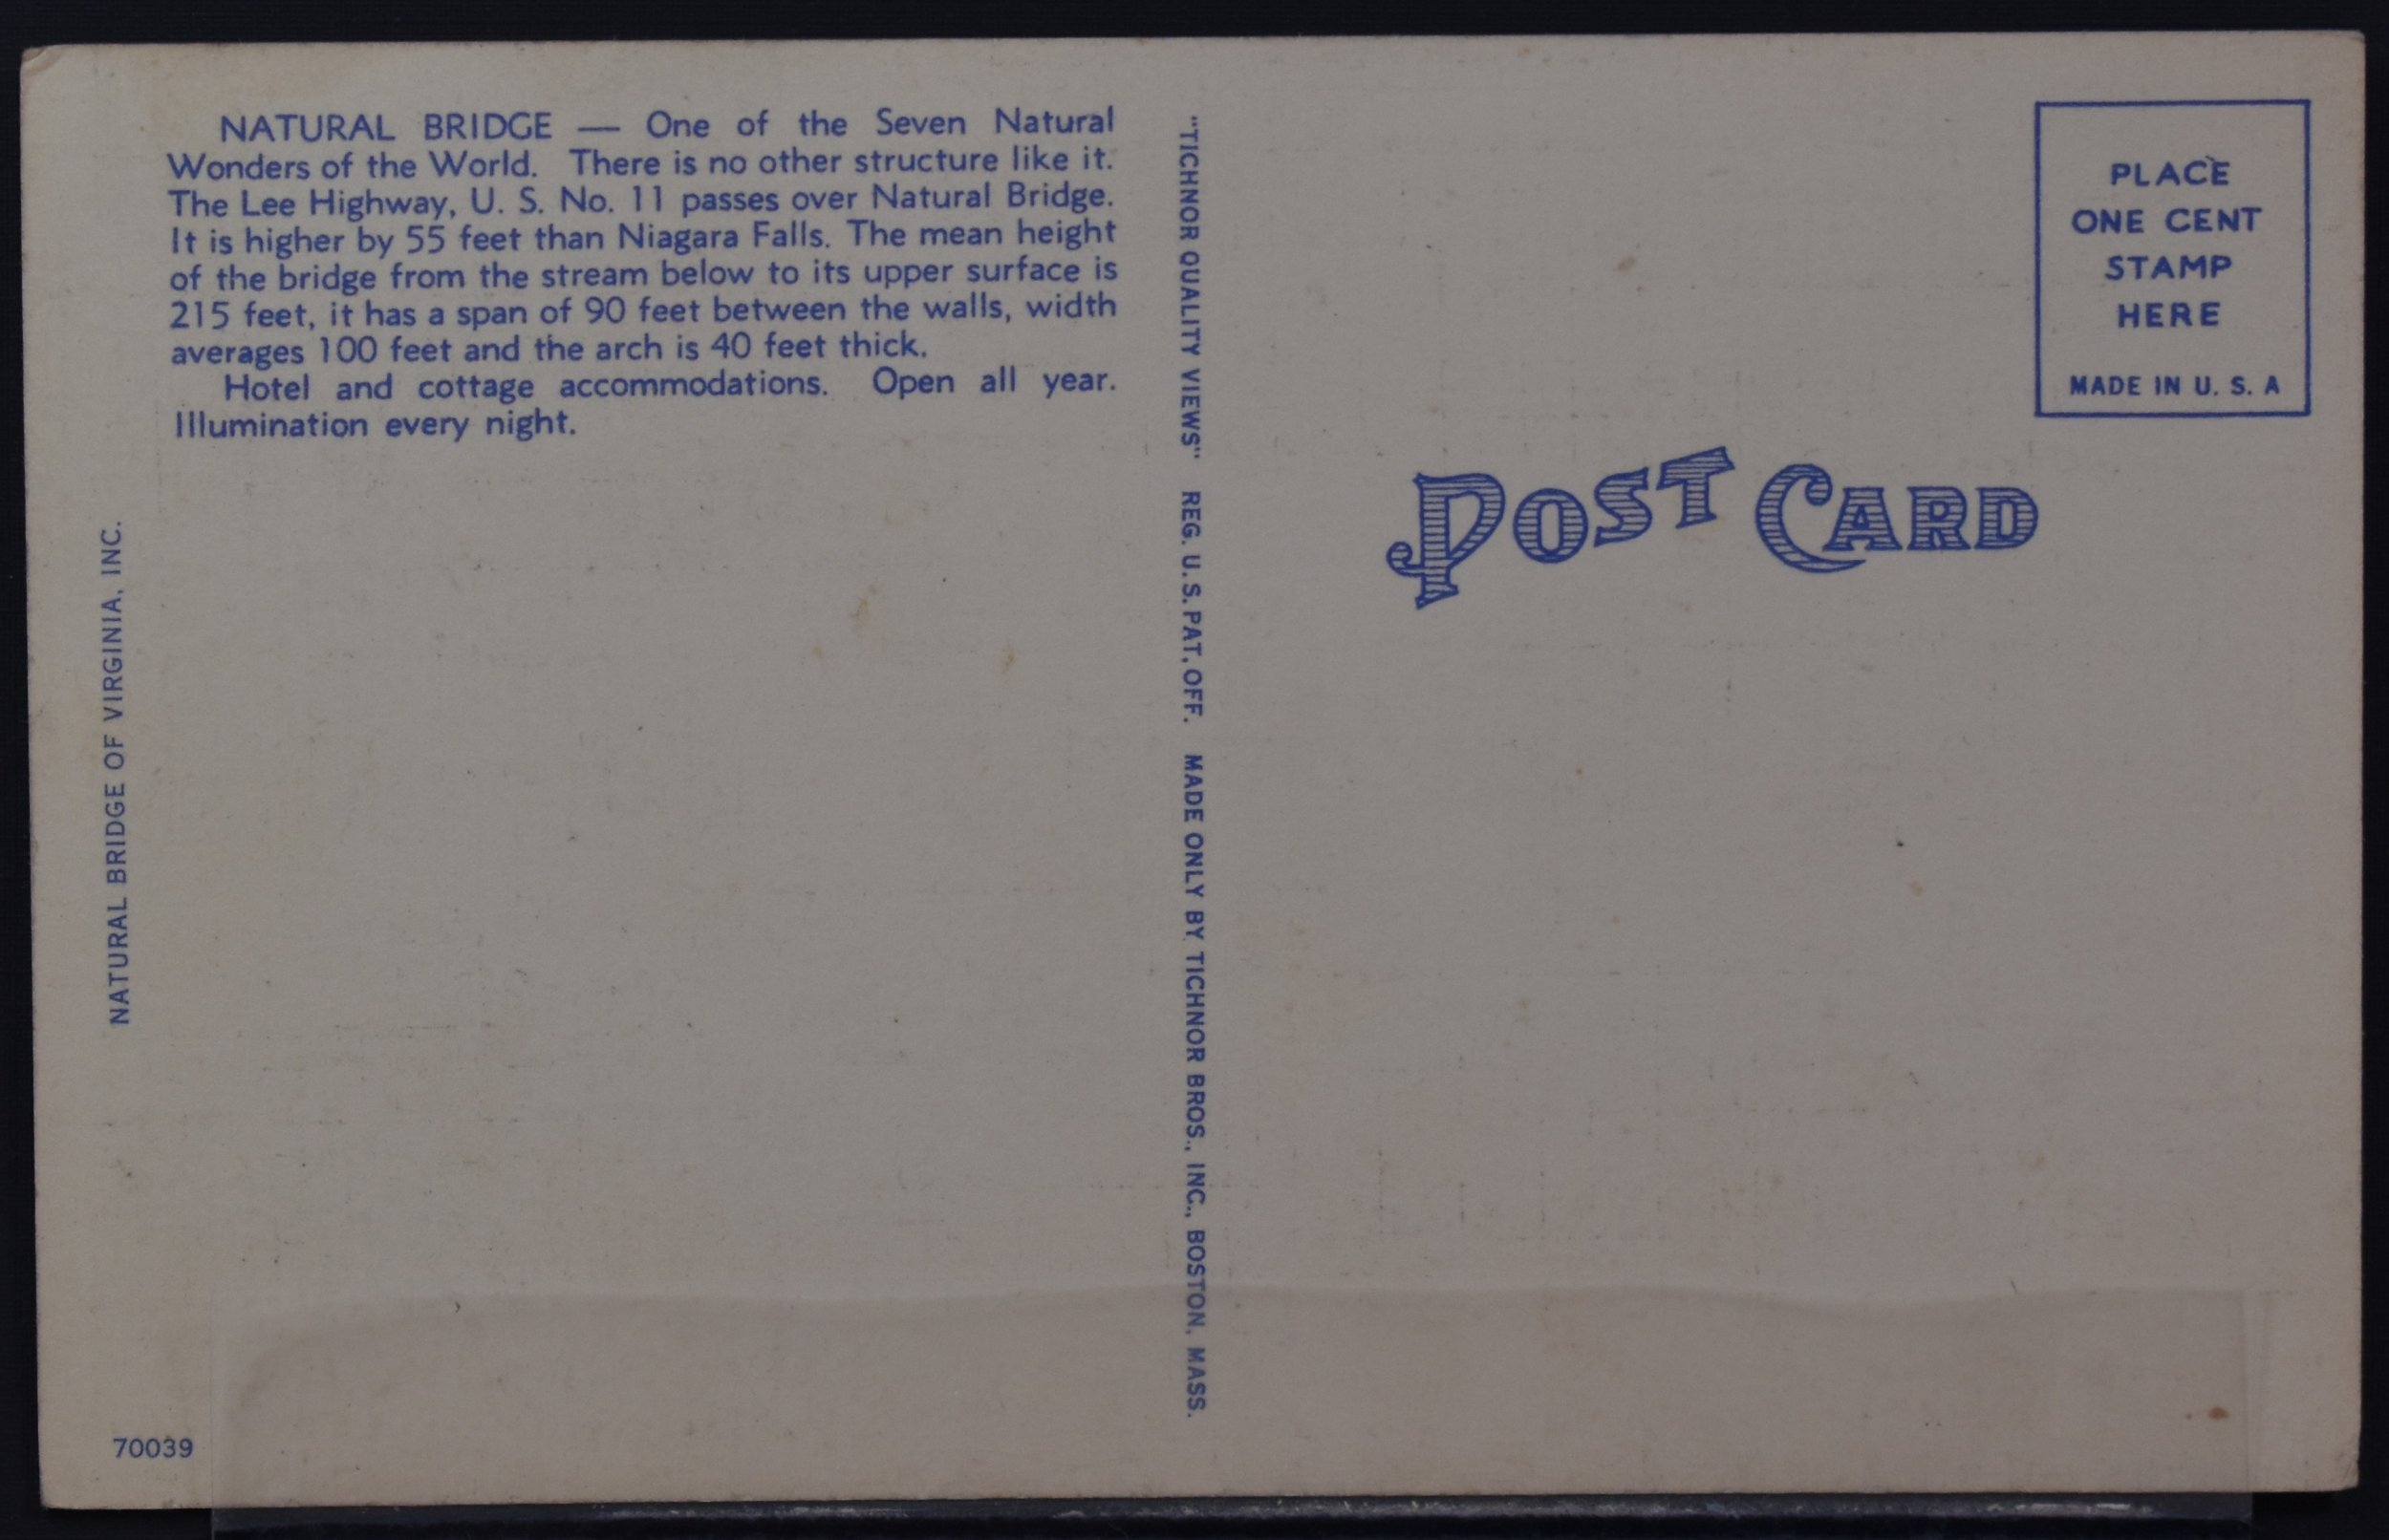 NATURAL BRIDGE — One of the Seven Natural
Wonders of the World. There is no other structure like it.
The Lee Highway, U. S. No. 11 passes over Natural Bridge.
It is higher by 55 feet than Niagara Falls. The mean height
of the bridge from the stream below to its upper surface is
215 feet, it has a span of 90 feet between the walls, width
averages 100 feet and the arch is 40 feet thick.
Hotel and cottage accommodations. Open all year.
Illumination every night.
NATURAL BRIDGE OF VIRGINIA, INC.
70039
"TICHNOR QUALITY VIEWS" REG. U. S. PAT. OFF. MADE ONLY BY TICHNOR BROS., INC., BOSTON, MASS.
POST CARD
PLACE
ONE CENT
STAMP
HERE
MADE IN U. S. A